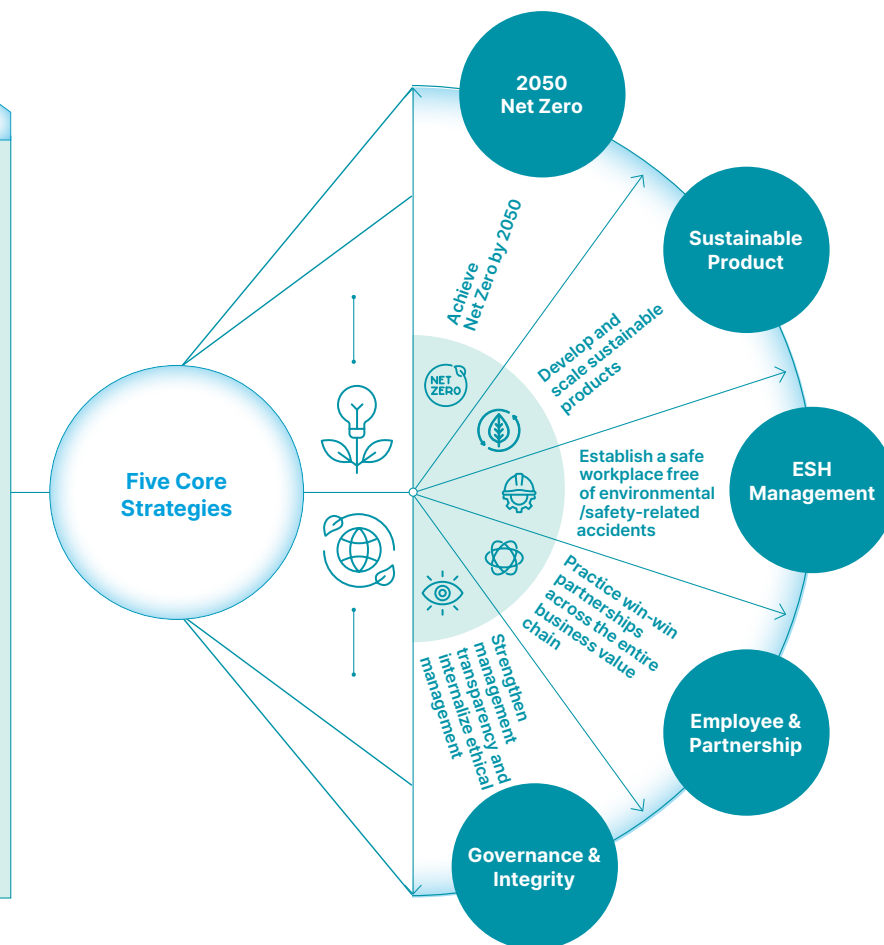 Five Core
Strategies
2050
Net Zero
Achieve
Net Zero by 2050
NET
ZERO
Sustainable
Product
Develop and
scale sustainable
products
ESH
Management
Establish a safe
workplace free
of environmental
/safety-related
accidents
Employee &
Partnership
Practice win-win
partnerships
across the entire
business value
chain
Governance &
Integrity
Strengthen
management
transparency and
internalize ethical
management